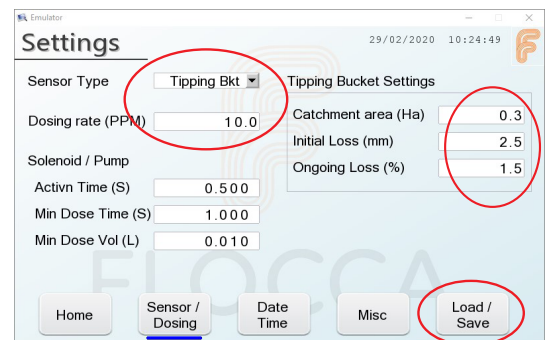 Emulator
Settings
29/02/2020 10:24:49
Sensor Type Tipping Bkt
Dosing rate (PPM) 10.0
Solenoid / Pump
Activn Time (S) 0.500
Min Dose Time (S) 1.000
Min Dose Vol (L) 0.010
Tipping Bucket Settings
Catchment area (Ha) 0.3
Initial Loss (mm) 2.5
Ongoing Loss (%) 1.5
FLOCCA
Home
Sensor /
Dosing
Date
Time
Misc
Load /
Save